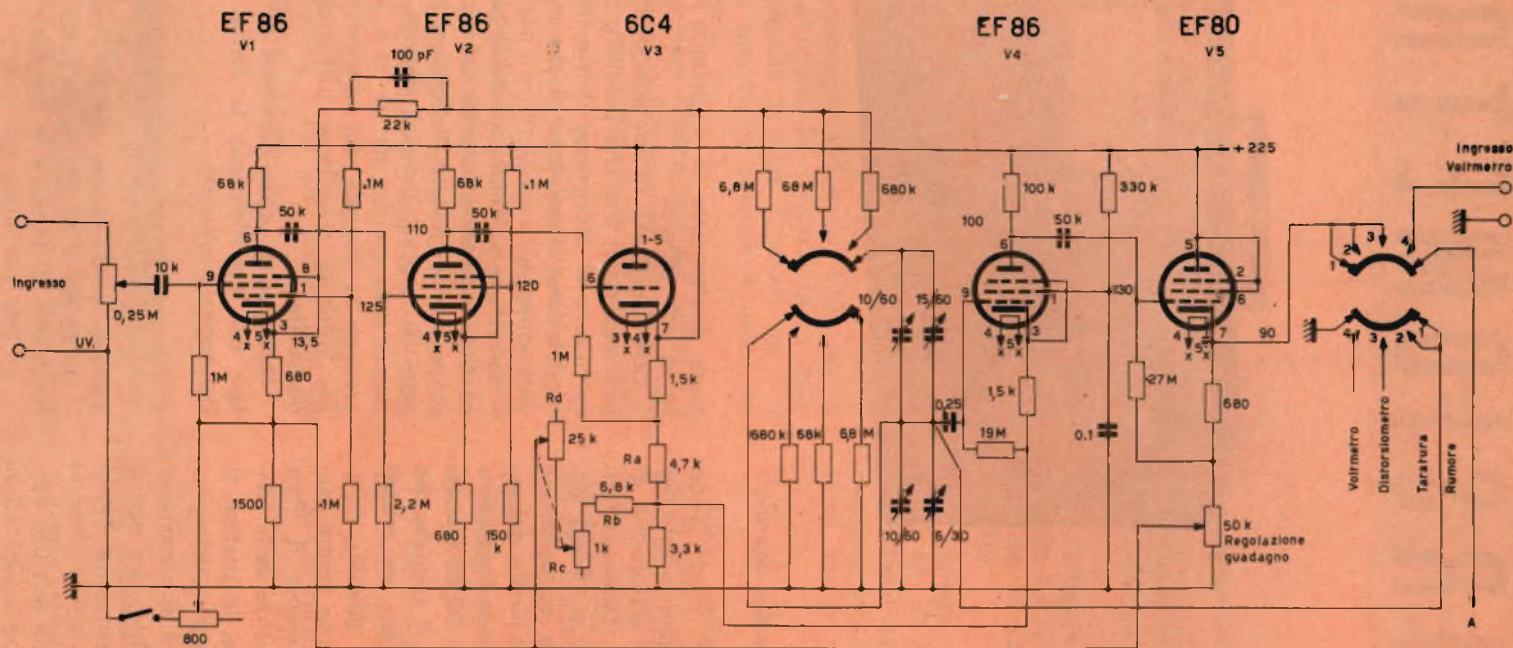 EF86
V1
EF86
V2
6C4
V3
EF86
V4
EF80
V5
100 pF
22k
+225
Ingresso
Voltmetro
68k
.1M
68k
.1M
6,8M
68M
680k
100k
330k
50k
50k
110
100
50k
1-5
6
8
1
9
10k
Ingresso
0,25M
UV.
4
5
3
x
x
13,5
125
120
4
5
x
x
6
3
4
7
x
x
10/60
15/60
9
6
1
4
5
3
x
x
130
5
2
6
7
4
5
x
x
90
1
2
3
4
4
3
2
1
1M
680
1M
1,5k
Rd
25k
680k
68k
6,8M
0,25
19M
1,5k
0.1
27M
680
Voltmetro
Distorsiometro
Taratura
Rumore
1500
.1M
2,2M
680
150
k
6,8k
Rb
Ra
4,7k
1k
Rc
3,3k
10/60
6/30
50k
Regolazione
guadagno
800
A